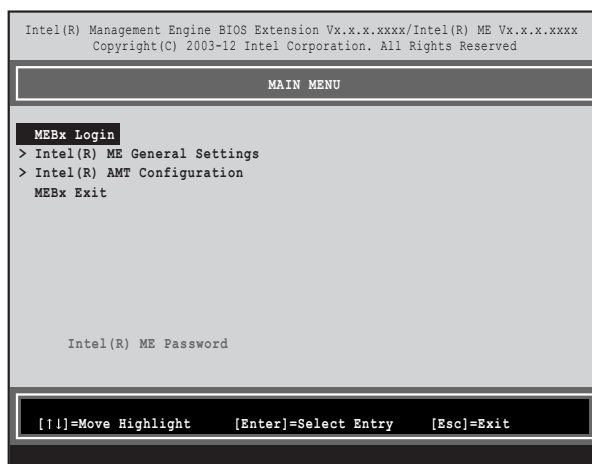 Intel(R) Management Engine BIOS Extension Vx.x.x.xxxx/Intel(R) ME Vx.x.x.xxxx
Copyright(C) 2003-12 Intel Corporation. All Rights Reserved
MAIN MENU
MEBx Login
> Intel(R) ME General Settings
> Intel(R) AMT Configuration
MEBx Exit
Intel(R) ME Password
[↑↓]=Move Highlight [Enter]=Select Entry [Esc]=Exit